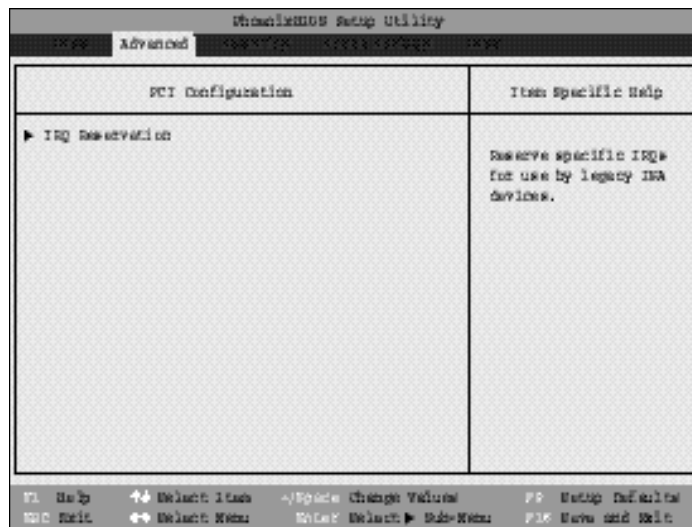 PhoenixBIOS Setup Utility
Advanced
PCI Configuration
Item Specific Help
▶ IRQ Reservation
Reserve specific IRQs
for use by legacy ISA
devices.
F1 Help ↑↓ Select Item -/Space Change Values F9 Setup Defaults
ESC Exit ↔ Select Menu Enter Select ▶ Sub-Menu F10 Save and Exit